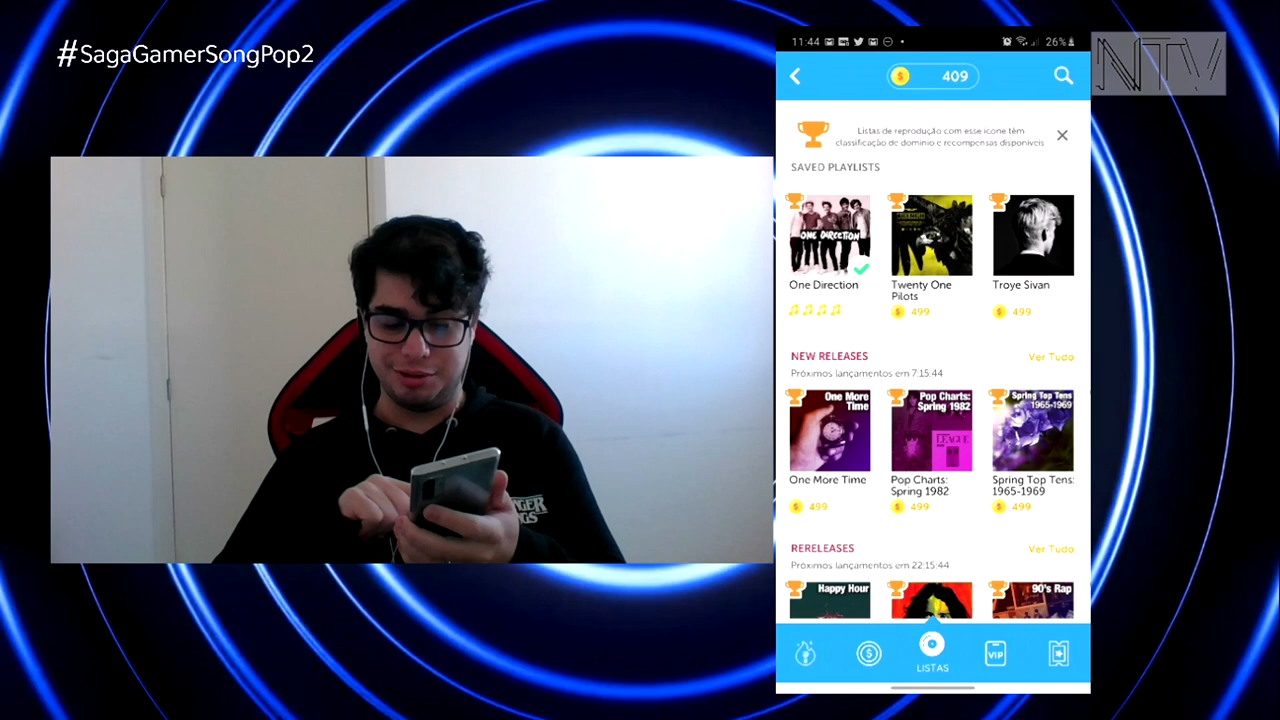 #SagaGamerSongPop2
NTV
11:44
26%
409
Listas de reprodução com esse ícone têm
classificação de domínio e recompensas disponíveis
SAVED PLAYLISTS
ONE DIRECTION
One Direction
Twenty One
Pilots
499
Troye Sivan
499
NEW RELEASES
Ver Tudo
Próximos lançamentos em 7:15:44
One More
Time
Pop Charts:
Spring 1982
LEAGUE
Spring Top Tens
1965-1969
One More Time
499
Pop Charts:
Spring 1982
499
Spring Top Tens:
1965-1969
499
RERELEASES
Ver Tudo
Próximos lançamentos em 22:15:44
Happy Hour
90's Rap
LISTAS
VIP